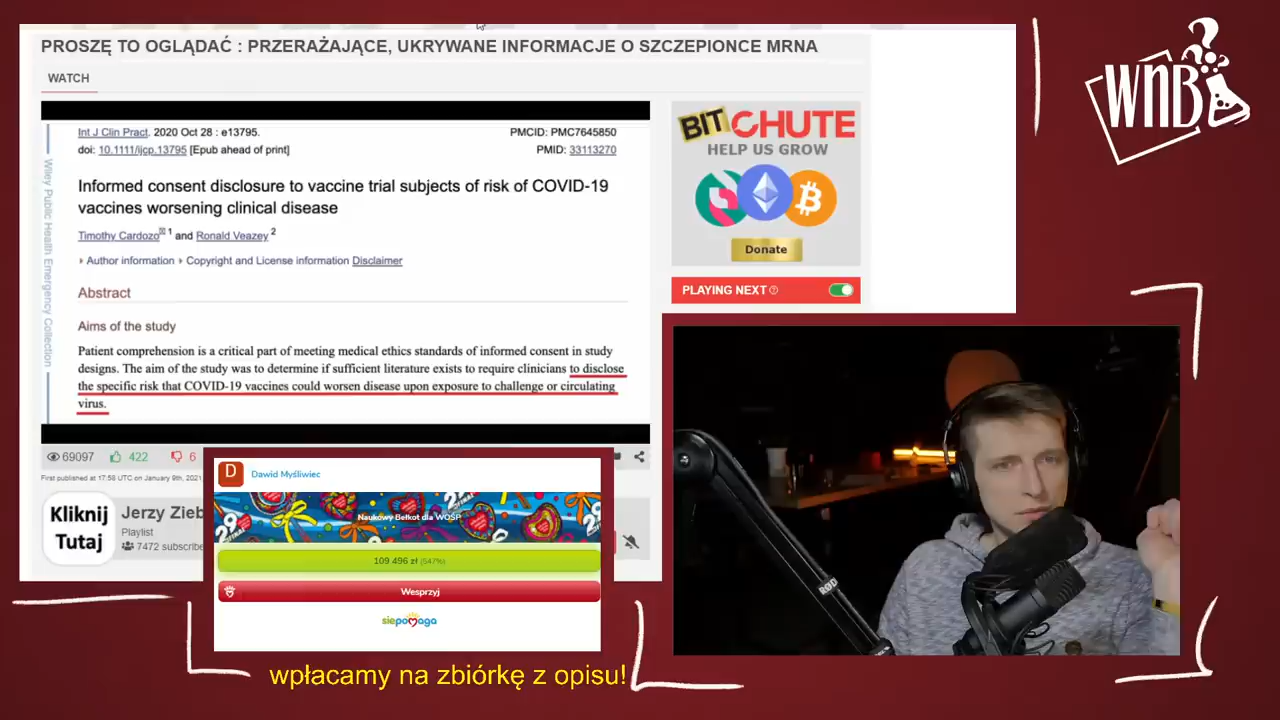 PROSZĘ TO OGLĄDAĆ : PRZERAŻAJĄCE, UKRYWANE INFORMACJE O SZCZEPIONCE MRNA
WATCH
Int J Clin Pract. 2020 Oct 28 : e13795.
PMCID: PMC7645850
doi: 10.1111/ijcp.13795 [Epub ahead of print]
PMID: 33113270
Wiley Public Health Emergency Collection
Informed consent disclosure to vaccine trial subjects of risk of COVID-19
vaccines worsening clinical disease
Timothy Cardozo 1 and Ronald Veazey 2
Author information Copyright and License information Disclaimer
Abstract
Aims of the study
Patient comprehension is a critical part of meeting medical ethics standards of informed consent in study
designs. The aim of the study was to determine if sufficient literature exists to require clinicians to disclose
the specific risk that COVID-19 vaccines could worsen disease upon exposure to challenge or circulating
virus.
BITCHUTE
HELP US GROW
Donate
PLAYING NEXT
69097 422 6
First published at 17:58 UTC on January 9th, 2021
Kliknij
Tutaj
Jerzy Zieb
Playlist
7472 subscribe
D
Dawid Myśliwiec
Naukowy Bełkot dla WOŚP
109 496 zł (547%)
Wesprzyj
siepomaga
wpłacamy na zbiórkę z opisu!
WNB
RØDE